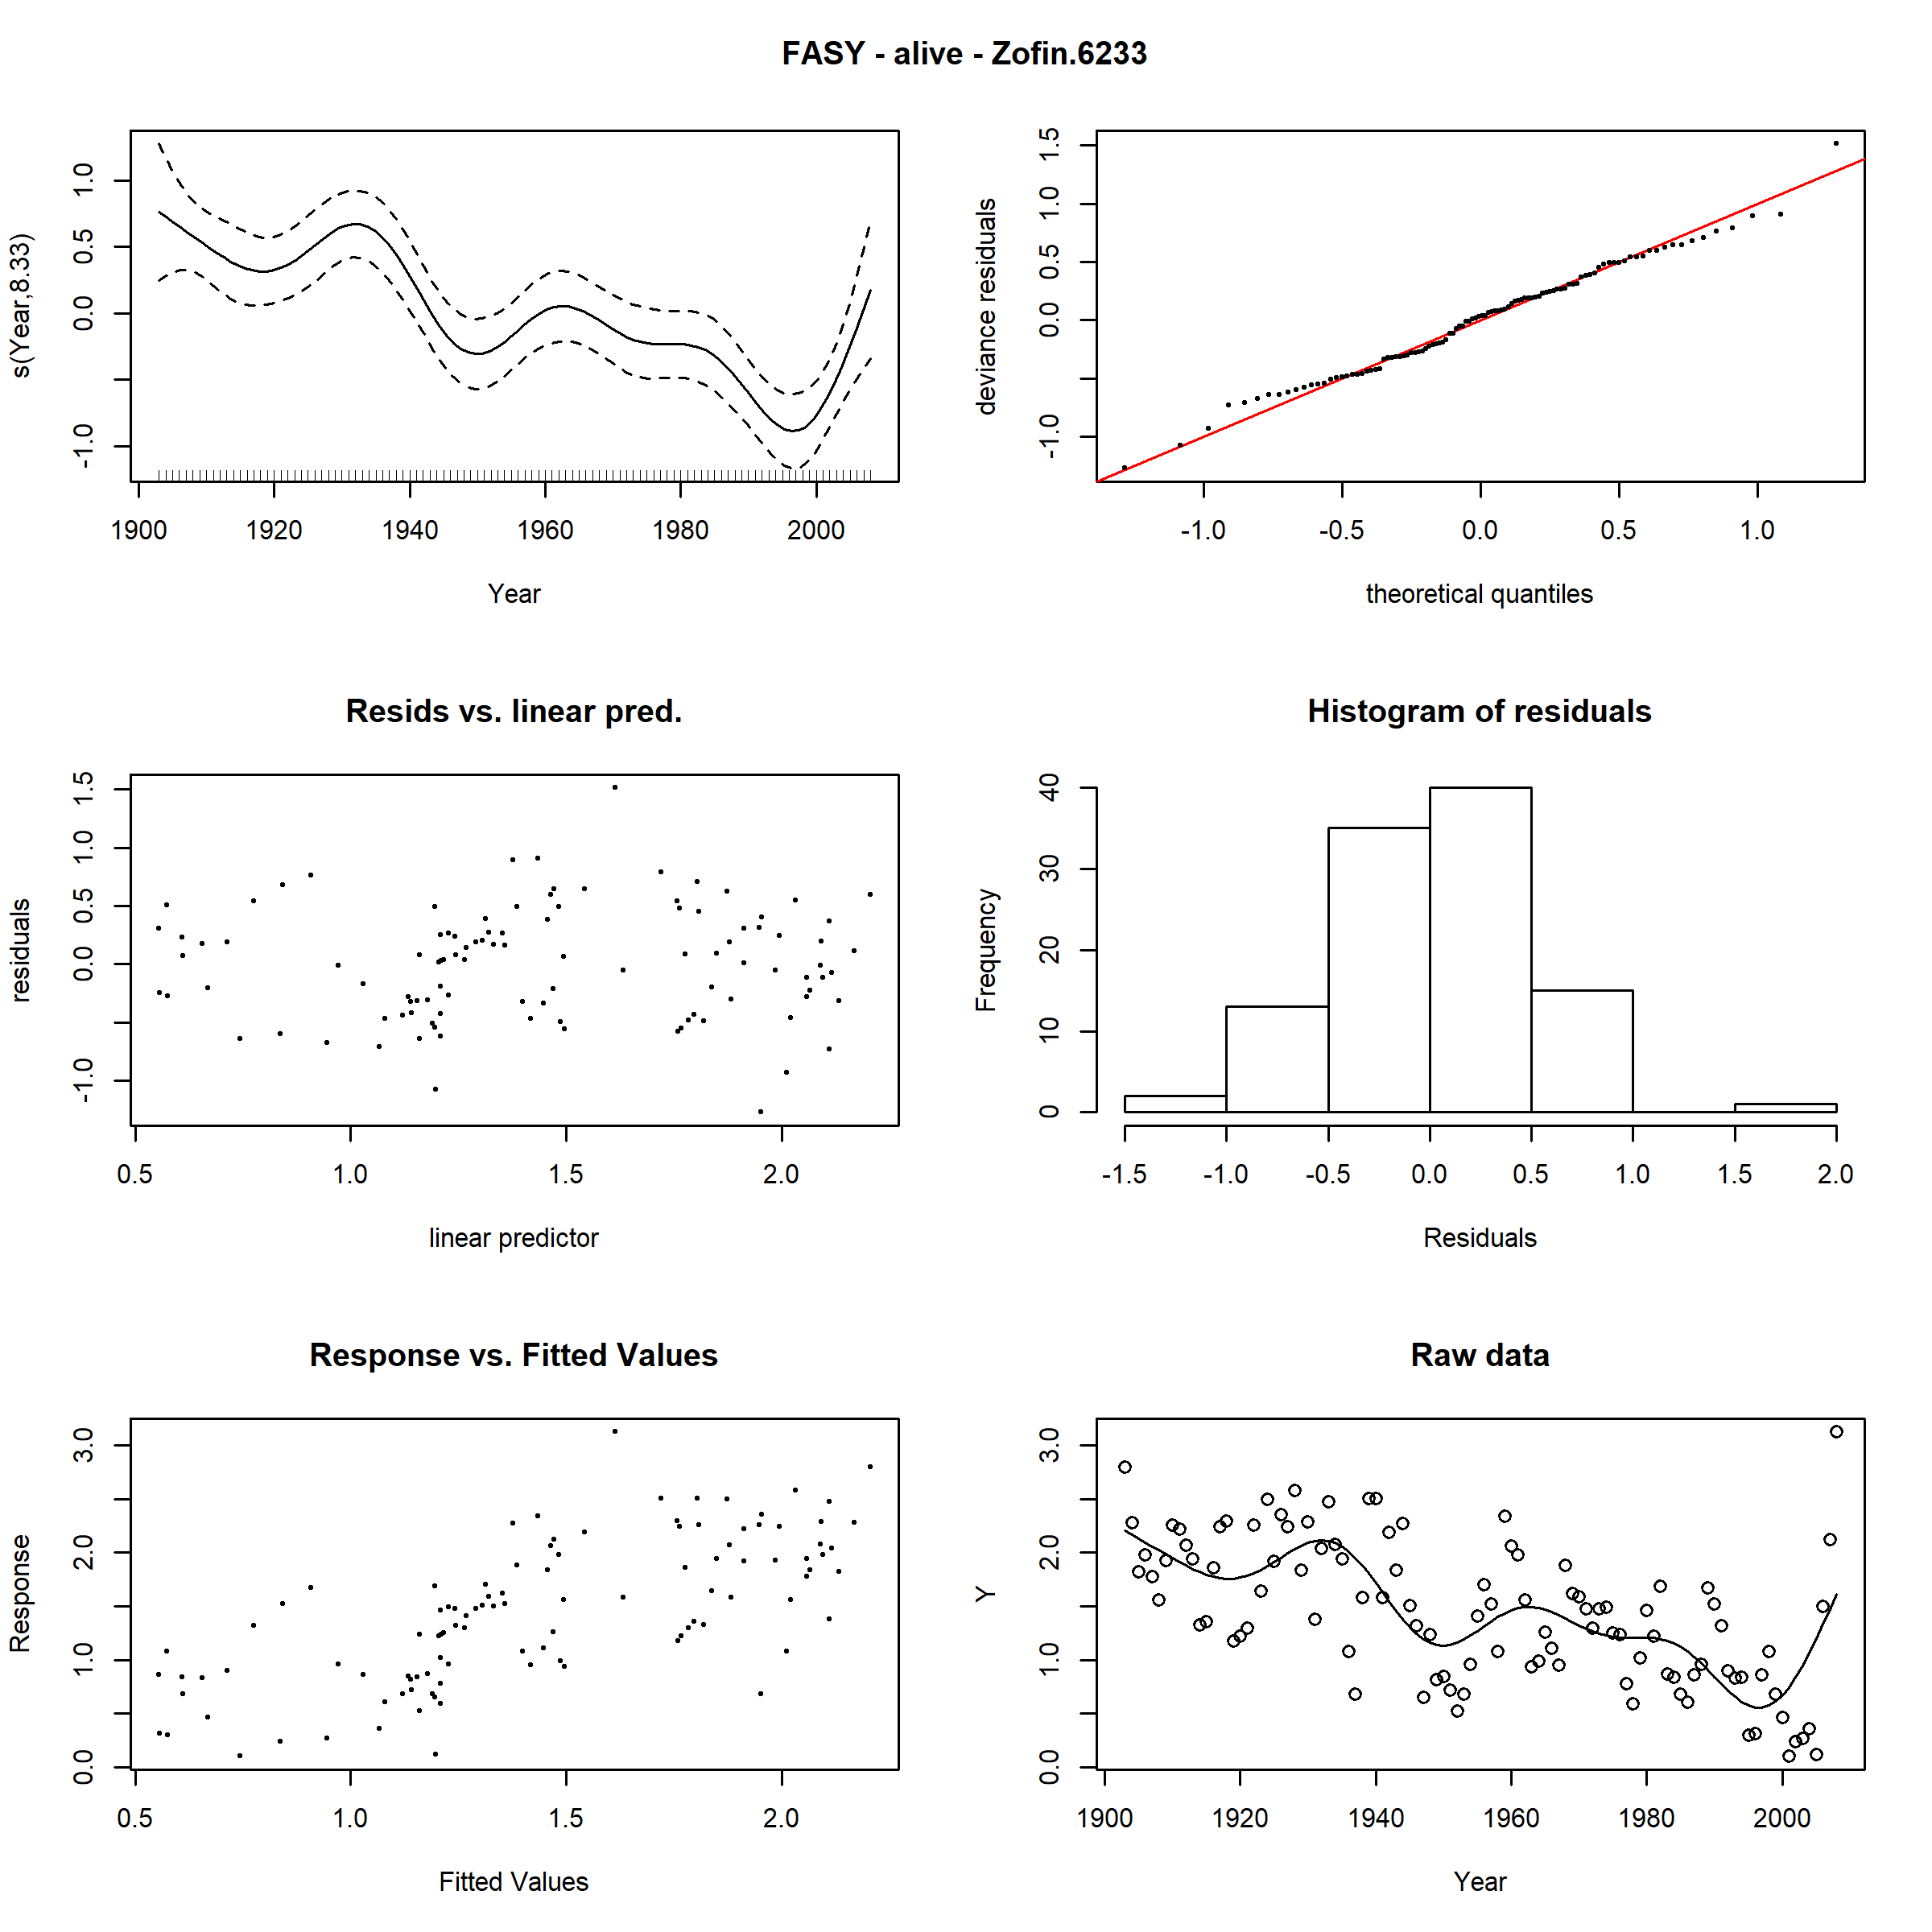 FASY - alive - Zofin.6233
s(Year,8.33)
1.0
0.5
0.0
-1.0
1900 1920 1940 1960 1980 2000
Year
deviance residuals
1.5
1.0
0.5
0.0
-1.0
-1.0 -0.5 0.0 0.5 1.0
theoretical quantiles
Resids vs. linear pred.
residuals
1.5
1.0
0.5
0.0
-1.0
0.5 1.0 1.5 2.0
linear predictor
Histogram of residuals
Frequency
40
30
20
10
0
-1.5 -1.0 -0.5 0.0 0.5 1.0 1.5 2.0
Residuals
Response vs. Fitted Values
Response
3.0
2.0
1.0
0.0
0.5 1.0 1.5 2.0
Fitted Values
Raw data
Y
3.0
2.0
1.0
0.0
1900 1920 1940 1960 1980 2000
Year